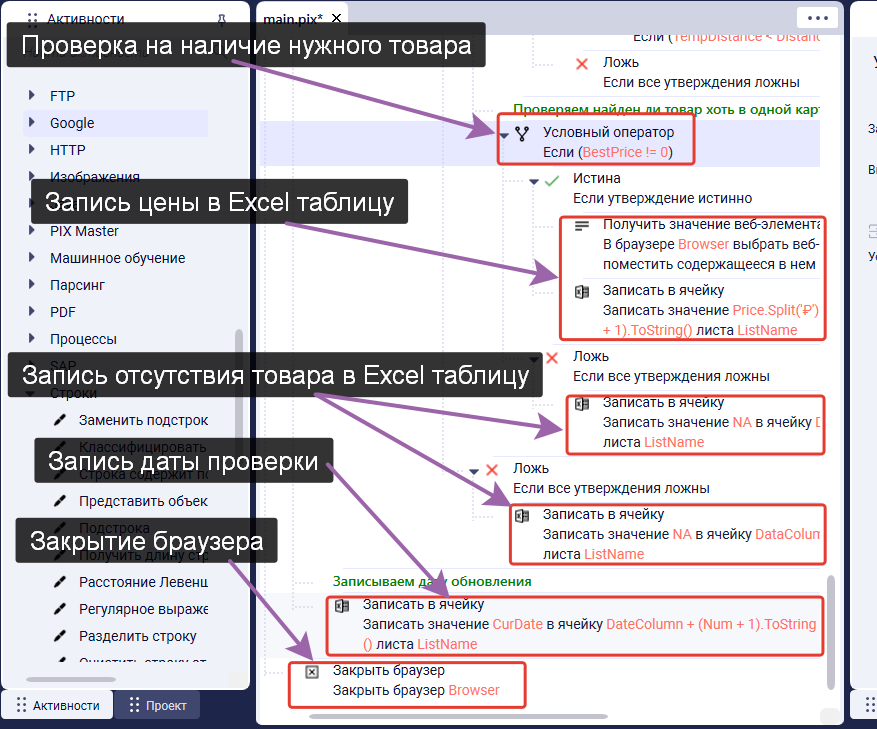 Активности
main.pix*
Проверка на наличие нужного товара
Если (TempDistance < Distanc
Ложь
Если все утверждения ложны
FTP
Google
HTTP
Изображения
PIX Master
Машинное обучение
Парсинг
PDF
Процессы
SAP
Строки
Заменить подстрок
Классифицировать
Строка содержит по
Представить объек
Подстрока
Получить длину стр
Расстояние Левенш
Регулярное выраже
Разделить строку
Очистить строку от
Активности
Проект
Проверяем найден ли товар хоть в одной карт
Условный оператор
Если (BestPrice != 0)
Истина
Если утверждение истинно
Запись цены в Excel таблицу
Получить значение веб-элемента
В браузере Browser выбрать веб-
поместить содержащееся в нем
Записать в ячейку
Записать значение Price.Split('₽')
+ 1).ToString() листа ListName
Ложь
Если все утверждения ложны
Запись отсутствия товара в Excel таблицу
Записать в ячейку
Записать значение NA в ячейку D
листа ListName
Ложь
Если все утверждения ложны
Запись даты проверки
Записать в ячейку
Записать значение NA в ячейку DataColum
листа ListName
Закрытие браузера
Записываем дату обновления
Записать в ячейку
Записать значение CurDate в ячейку DateColumn + (Num + 1).ToString
() листа ListName
Закрыть браузер
Закрыть браузер Browser